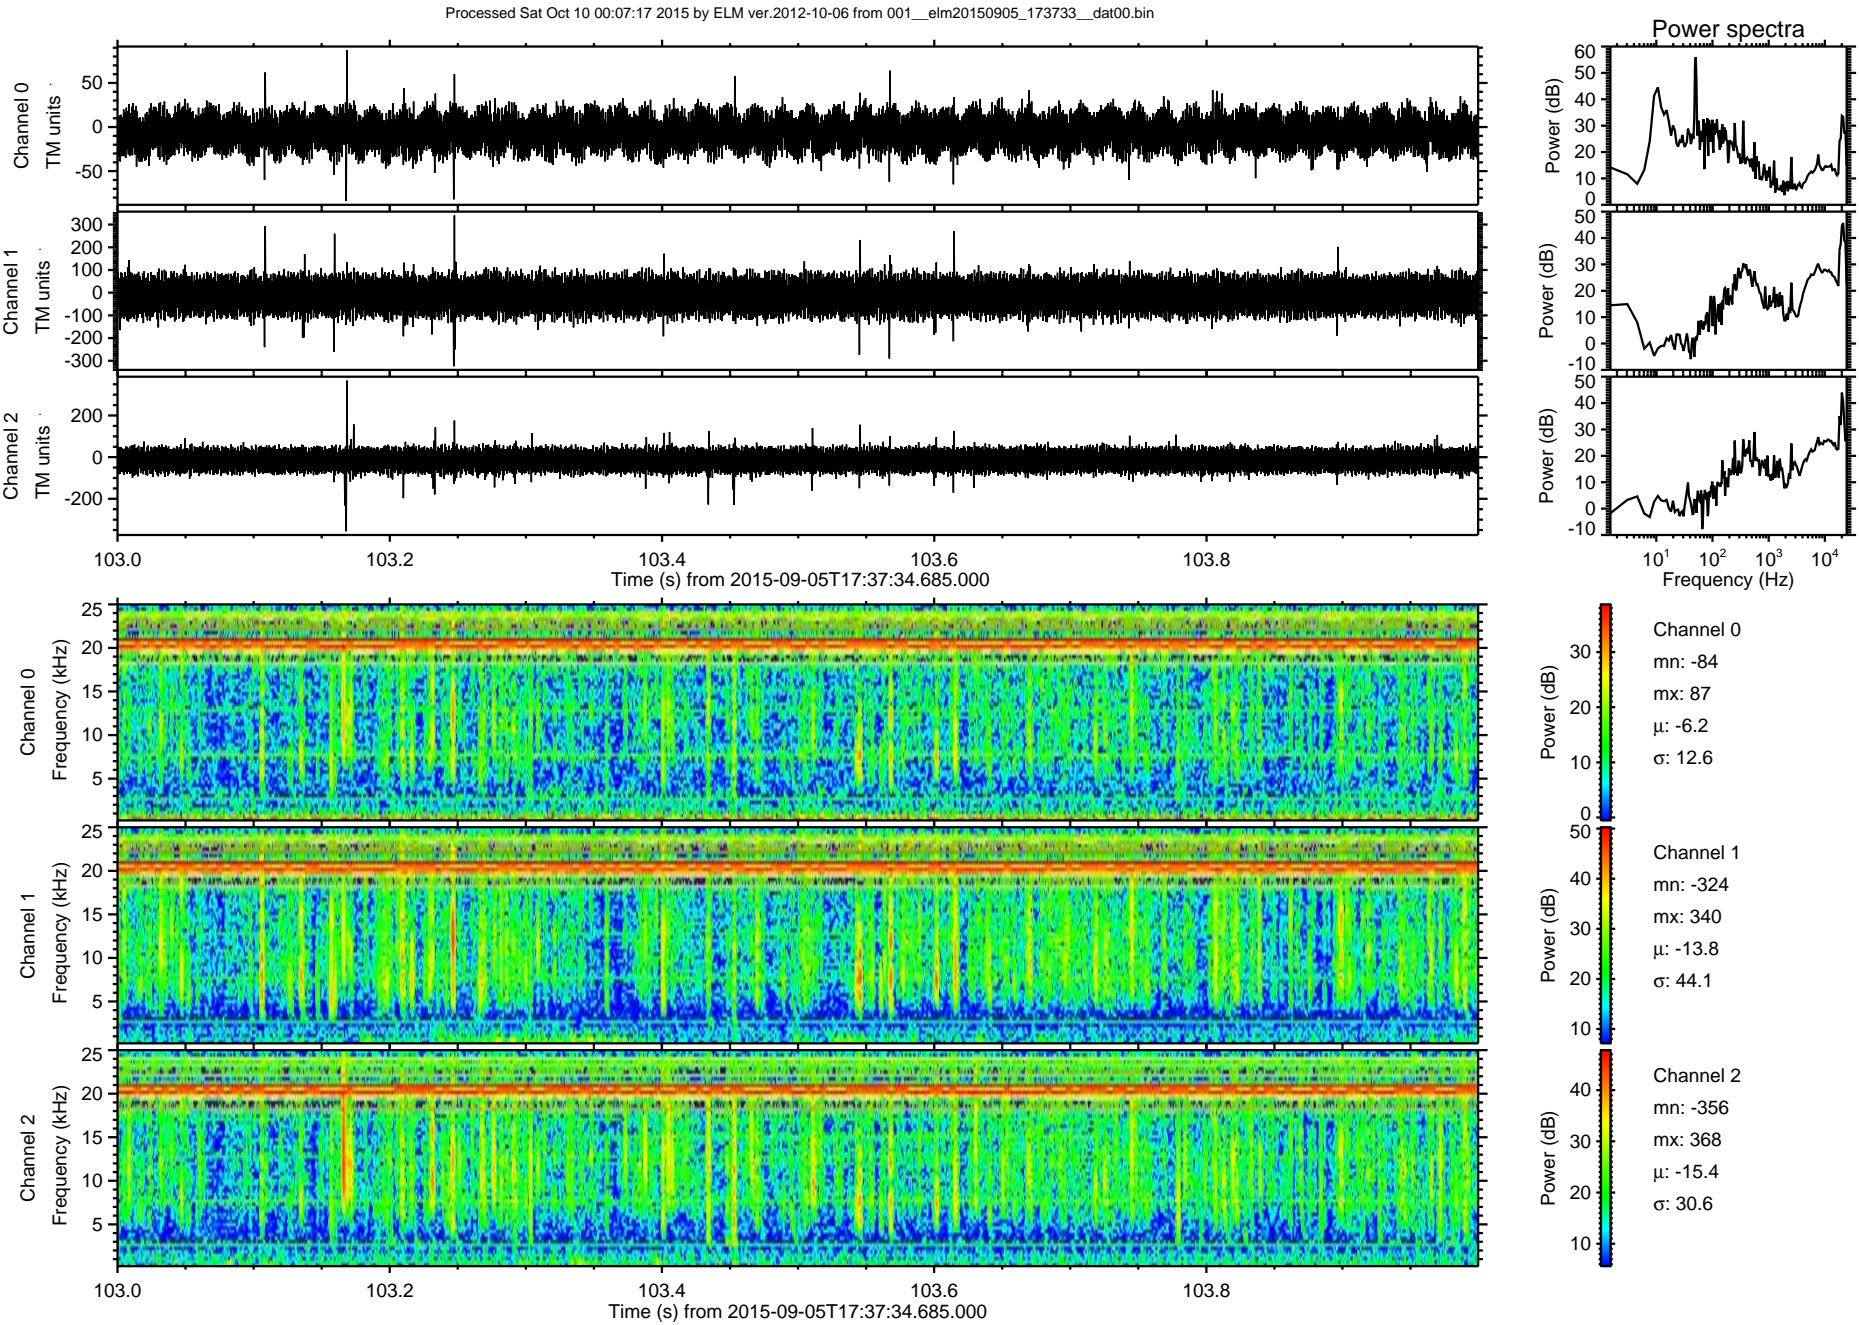 Processed Sat Oct 10 00:07:17 2015 by ELM ver.2012-10-06 from 001__elm20150905_173733__dat00.bin
Power spectra
Channel 0
TM units
50
0
-50
Power (dB)
60
50
40
30
20
10
0
Channel 1
TM units
300
200
100
0
-100
-200
-300
Power (dB)
50
40
30
20
10
0
-10
Channel 2
TM units
200
0
-200
Power (dB)
50
40
30
20
10
0
-10
103.0 103.2 103.4 103.6 103.8
Time (s) from 2015-09-05T17:37:34.685.000
10¹ 10² 10³ 10⁴
Frequency (Hz)
Channel 0
Frequency (kHz)
25
20
15
10
5
Power (dB)
30
20
10
0
Channel 0
mn: -84
mx: 87
μ: -6.2
σ: 12.6
Channel 1
Frequency (kHz)
25
20
15
10
5
Power (dB)
50
40
30
20
10
Channel 1
mn: -324
mx: 340
μ: -13.8
σ: 44.1
Channel 2
Frequency (kHz)
25
20
15
10
5
Power (dB)
40
30
20
10
Channel 2
mn: -356
mx: 368
μ: -15.4
σ: 30.6
103.0 103.2 103.4 103.6 103.8
Time (s) from 2015-09-05T17:37:34.685.000